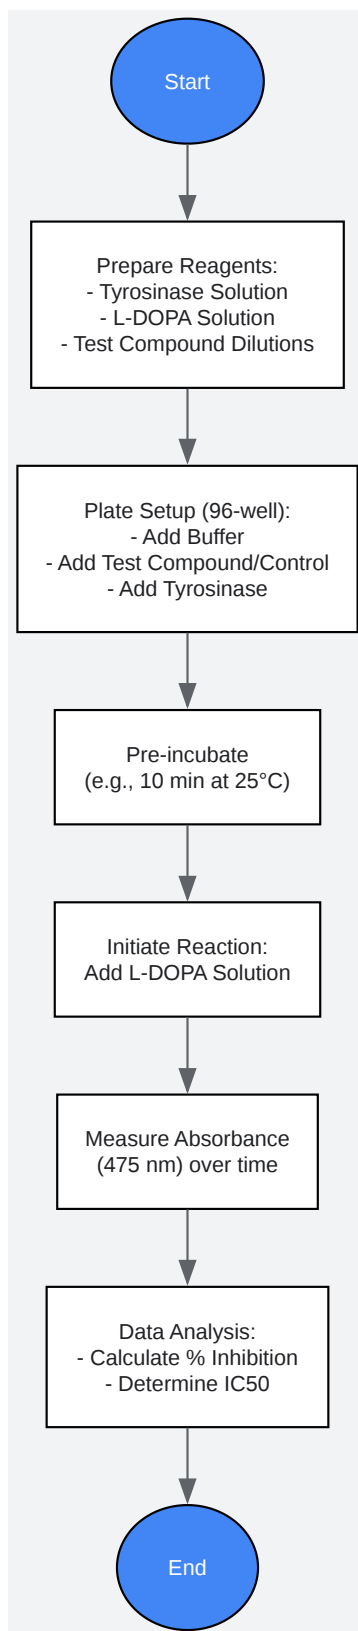 Start
Prepare Reagents:
- Tyrosinase Solution
- L-DOPA Solution
- Test Compound Dilutions
Plate Setup (96-well):
- Add Buffer
- Add Test Compound/Control
- Add Tyrosinase
Pre-incubate
(e.g., 10 min at 25°C)
Initiate Reaction:
Add L-DOPA Solution
Measure Absorbance
(475 nm) over time
Data Analysis:
- Calculate % Inhibition
- Determine IC50
End